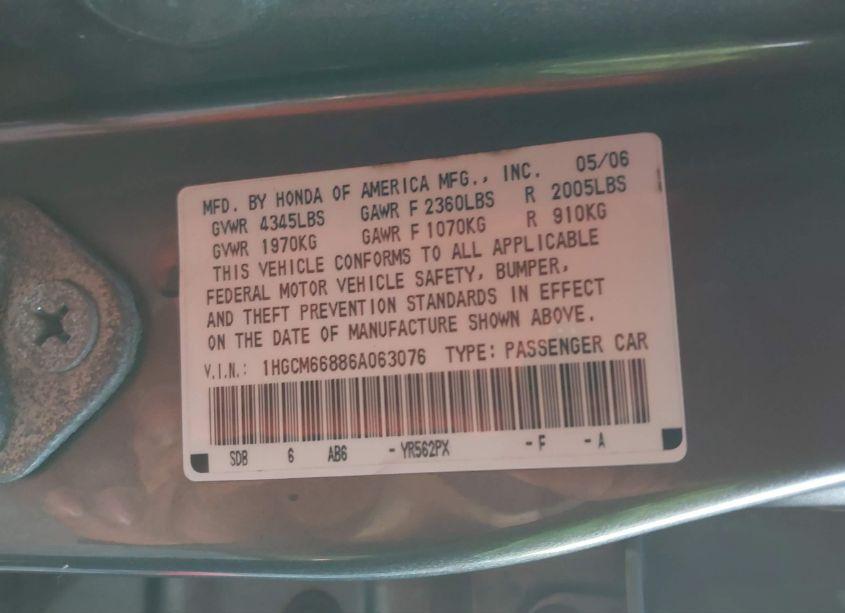 MFD. BY HONDA OF AMERICA MFG., INC. 05/06
GVWR 4345LBS GAWR F 2360LBS R 2005LBS
GVWR 1970KG GAWR F 1070KG R 910KG
THIS VEHICLE CONFORMS TO ALL APPLICABLE
FEDERAL MOTOR VEHICLE SAFETY, BUMPER,
AND THEFT PREVENTION STANDARDS IN EFFECT
ON THE DATE OF MANUFACTURE SHOWN ABOVE.
V.I.N.: 1HGCM66886A063076 TYPE: PASSENGER CAR
SDB 6 AB6 - YR562PX - F - A